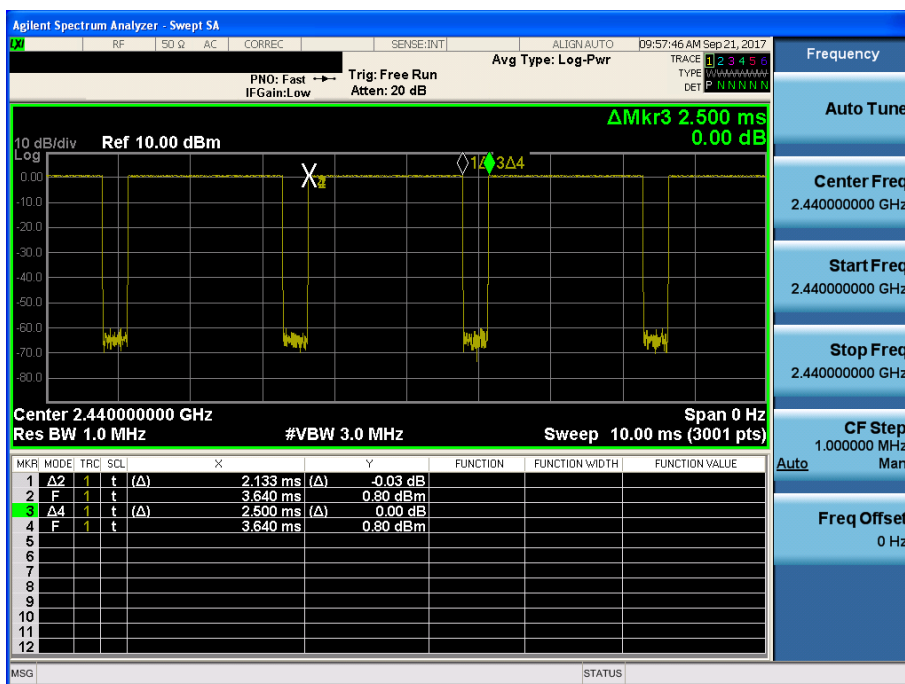 Agilent Spectrum Analyzer - Swept SA
LXI RF 50 Ω AC CORREC SENSE:INT ALIGN AUTO 09:57:46 AM Sep 21, 2017
Avg Type: Log-Pwr
TRACE 1 2 3 4 5 6
TYPE WWWWWW
DET P N N N N N
PNO: Fast
IFGain:Low
Trig: Free Run
Atten: 20 dB
ΔMkr3 2.500 ms
0.00 dB
10 dB/div Ref 10.00 dBm
Log
1Δ 3Δ4
0.00
-10.0
-20.0
-30.0
-40.0
-50.0
-60.0
-70.0
-80.0
Center 2.440000000 GHz Span 0 Hz
Res BW 1.0 MHz #VBW 3.0 MHz Sweep 10.00 ms (3001 pts)
MKR MODE TRC SCL X Y FUNCTION FUNCTION WIDTH FUNCTION VALUE
1 Δ2 1 t (Δ) 2.133 ms (Δ) -0.03 dB
2 F 1 t 3.640 ms 0.80 dBm
3 Δ4 1 t (Δ) 2.500 ms (Δ) 0.00 dB
4 F 1 t 3.640 ms 0.80 dBm
5
6
7
8
9
10
11
12
MSG STATUS
Frequency
Auto Tune
Center Freq
2.440000000 GHz
Start Freq
2.440000000 GHz
Stop Freq
2.440000000 GHz
CF Step
1.000000 MHz
Auto Man
Freq Offset
0 Hz